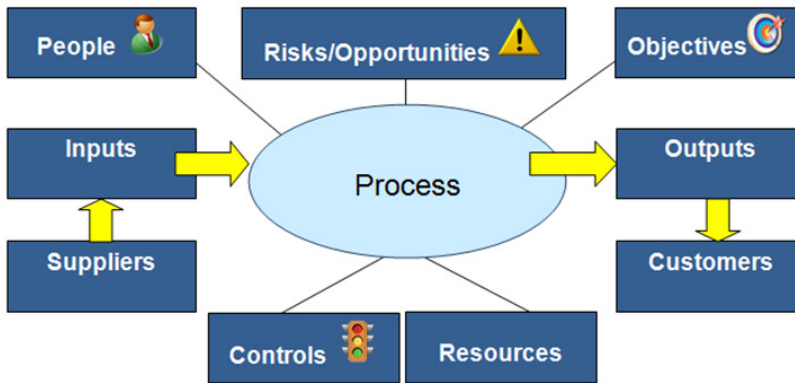 People
Risks/Opportunities
Objectives
Inputs
Process
Outputs
Suppliers
Customers
Controls
Resources